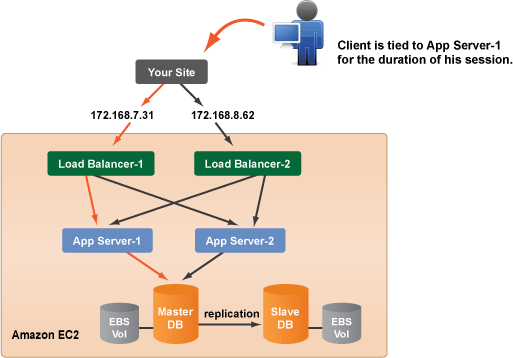 Client is tied to App Server-1
for the duration of his session.
Your Site
172.168.7.31
172.168.8.62
Load Balancer-1
Load Balancer-2
App Server-1
App Server-2
Master
DB
replication
Slave
DB
EBS
Vol
EBS
Vol
Amazon EC2